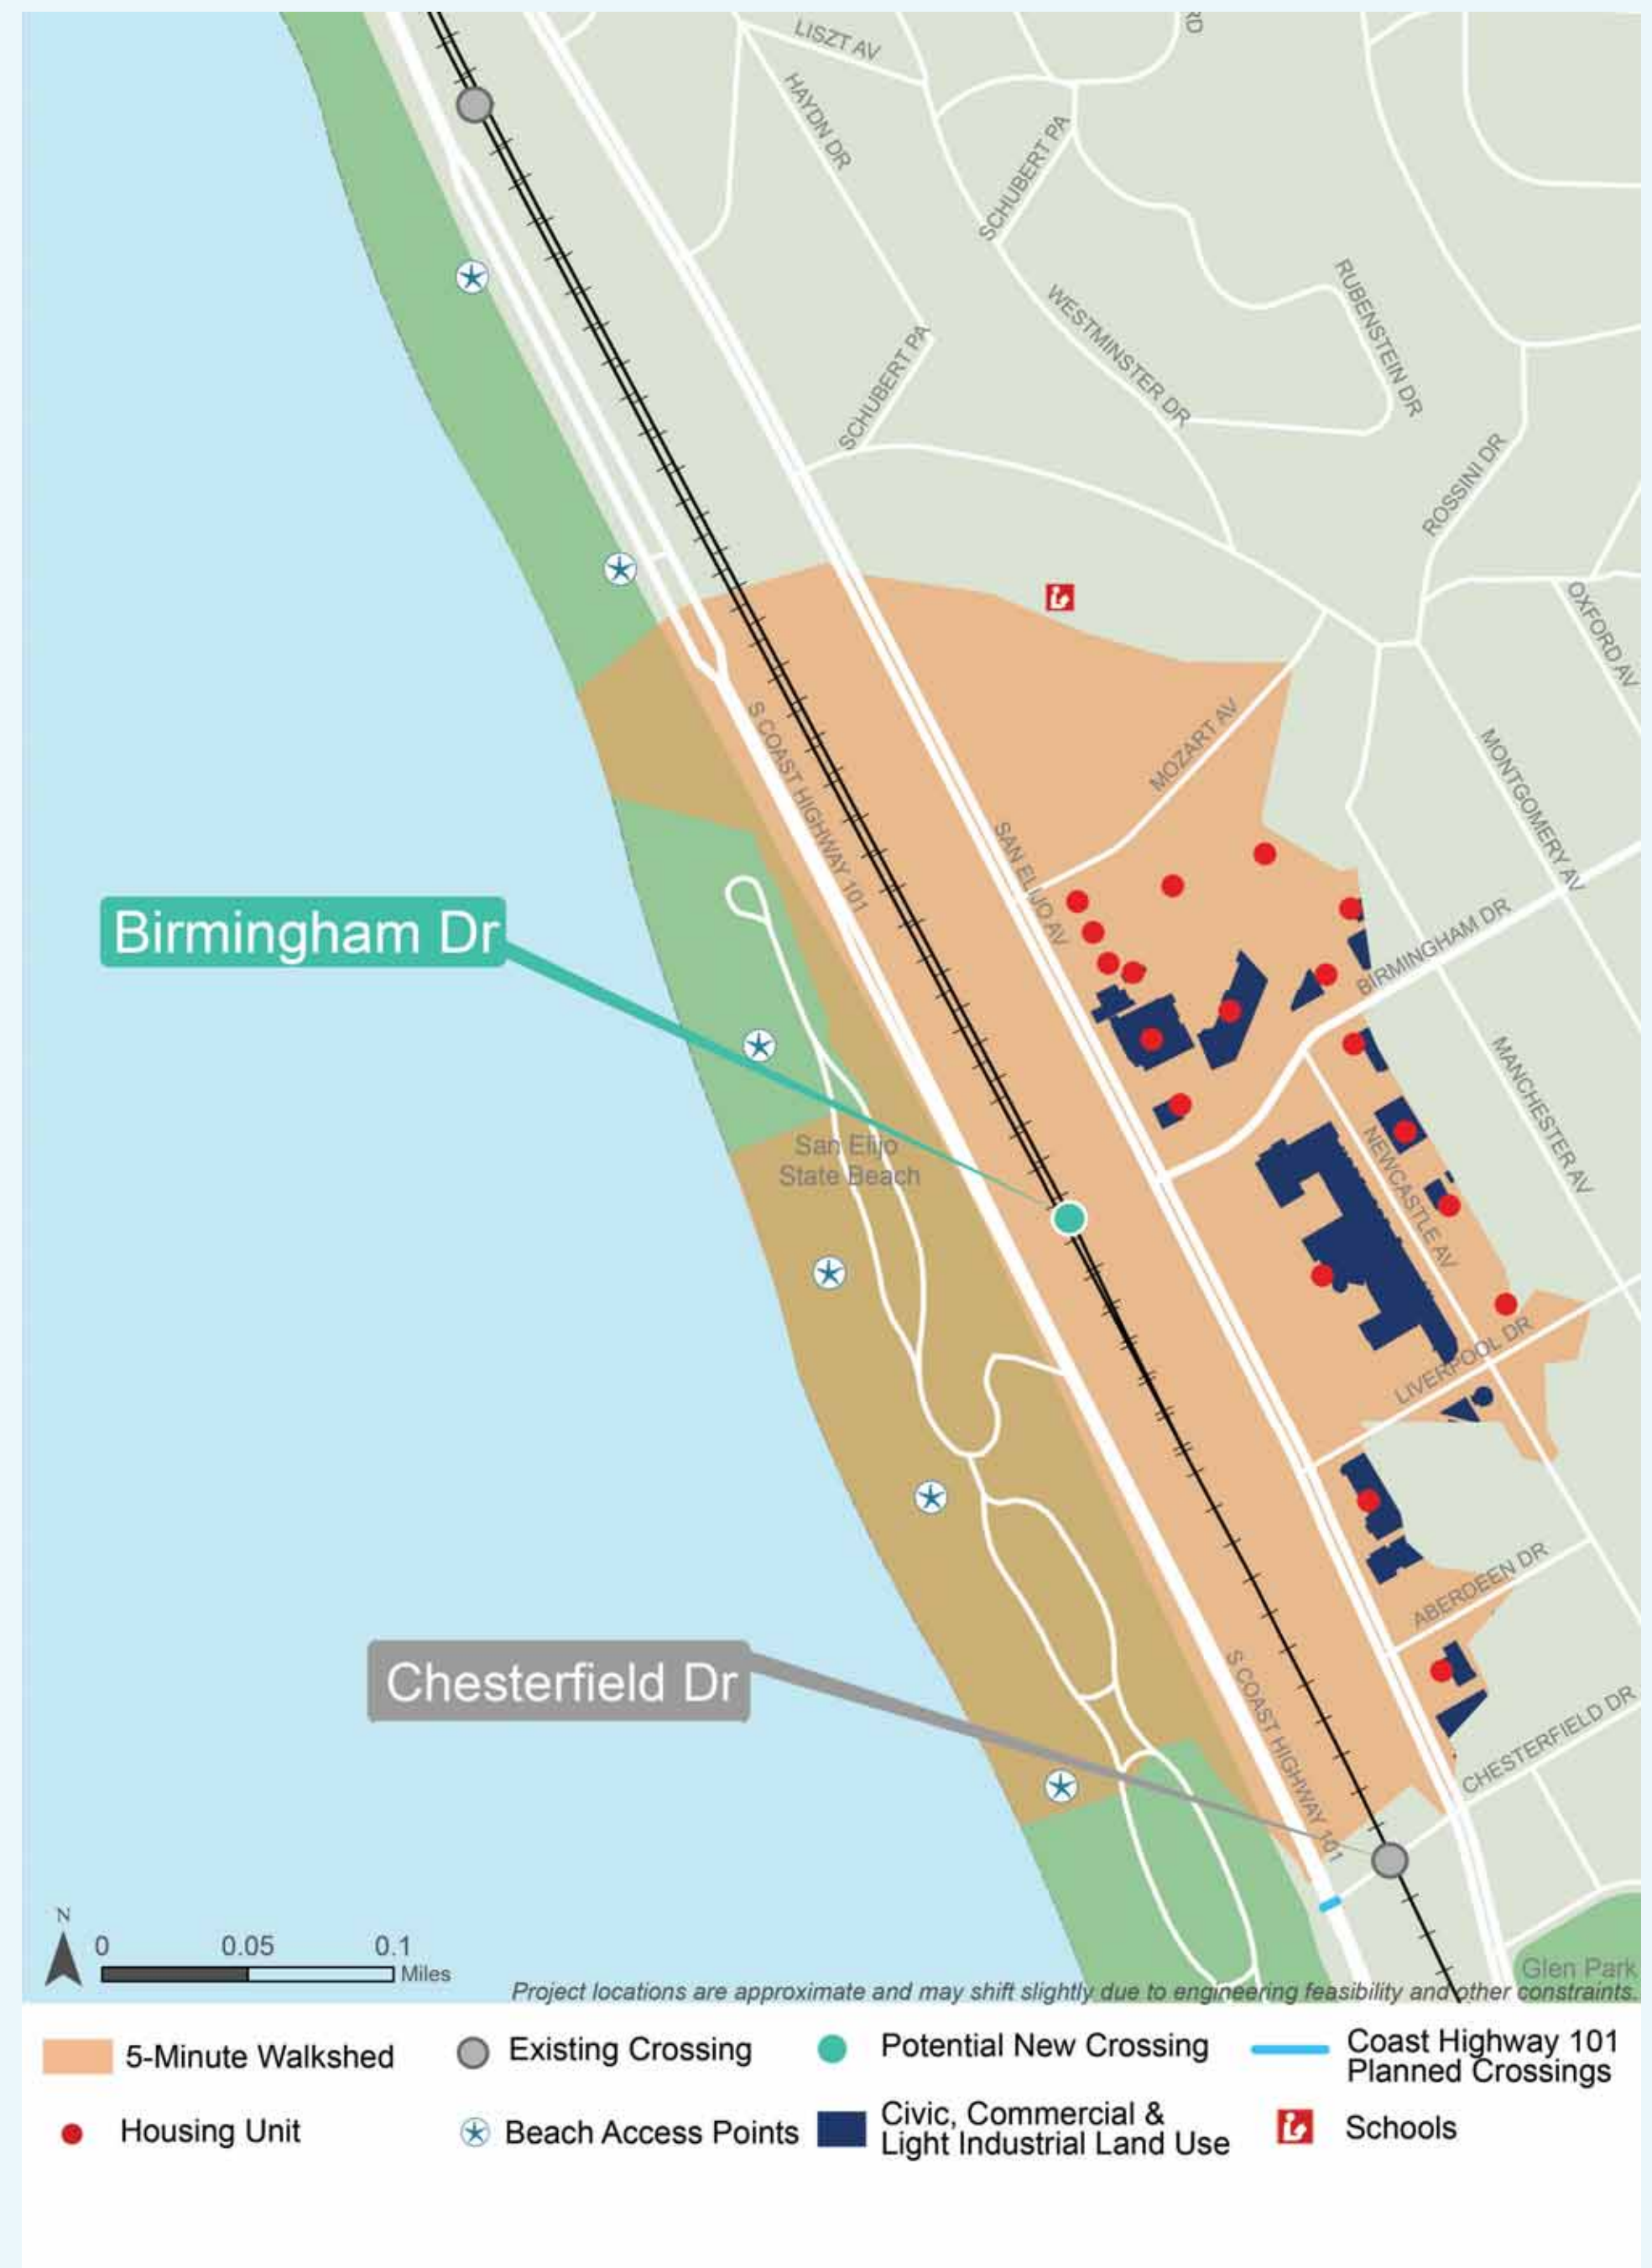 LISZT AV
RD
HAYDN DR
SCHUBERT PA
RUBENSTEIN DR
WESTMINSTER DR
SCHUBERT PA
ROSSINI DR
OXFORD AV
S COAST HIGHWAY 101
MOZART AV
MONTGOMERY AV
SAN ELIJO AV
Birmingham Dr
BIRMINGHAM DR
MANCHESTER AV
San Elijo
State Beach
NEWCASTLE AV
LIVERPOOL DR
ABERDEEN DR
Chesterfield Dr
S COAST HIGHWAY 101
CHESTERFIELD DR
N
0 0.05 0.1
Miles
Glen Park
Project locations are approximate and may shift slightly due to engineering feasibility and other constraints.
5-Minute Walkshed
Existing Crossing
Potential New Crossing
Coast Highway 101
Planned Crossings
Housing Unit
Beach Access Points
Civic, Commercial &
Light Industrial Land Use
Schools